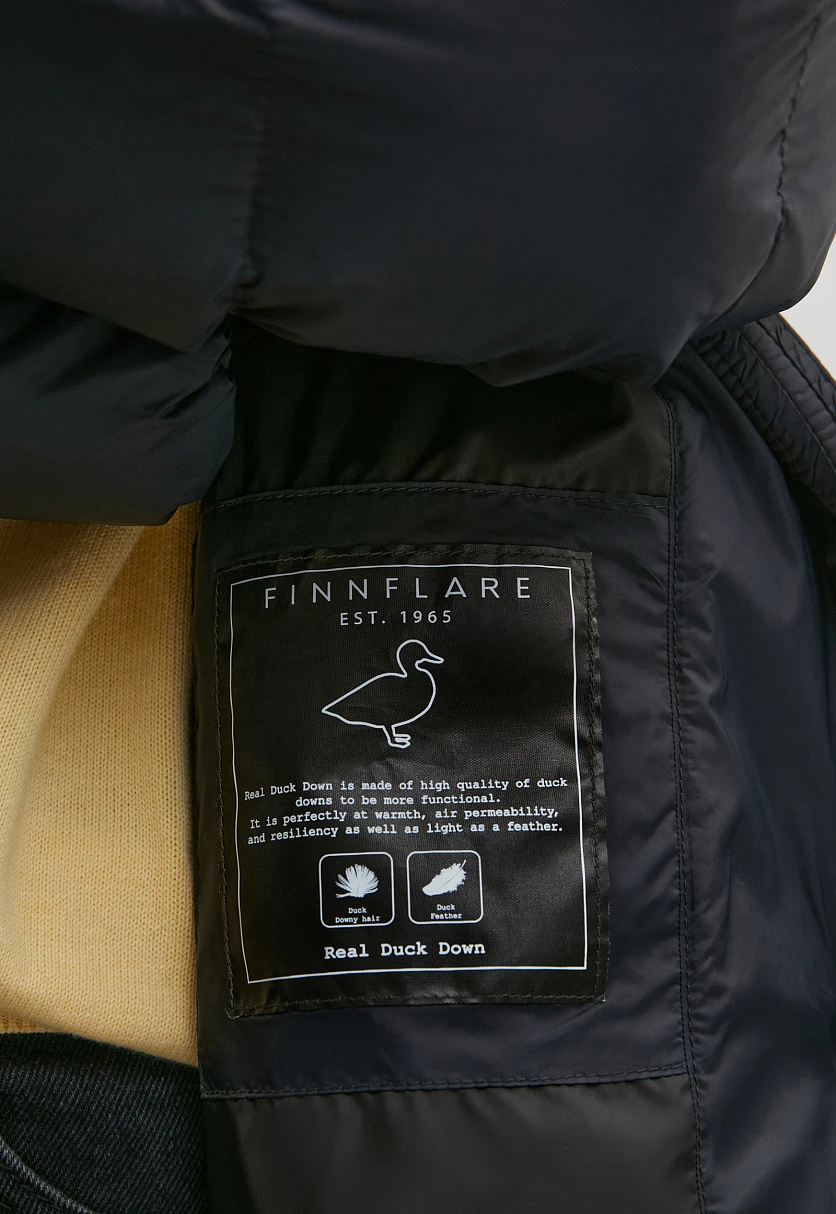 FINNFLARE
EST. 1965
Real Duck Down is made of high quality of duck
downs to be more functional.
It is perfectly at warmth, air permeability,
and resiliency as well as light as a feather.
Duck
Downy hair
Duck
Feather
Real Duck Down